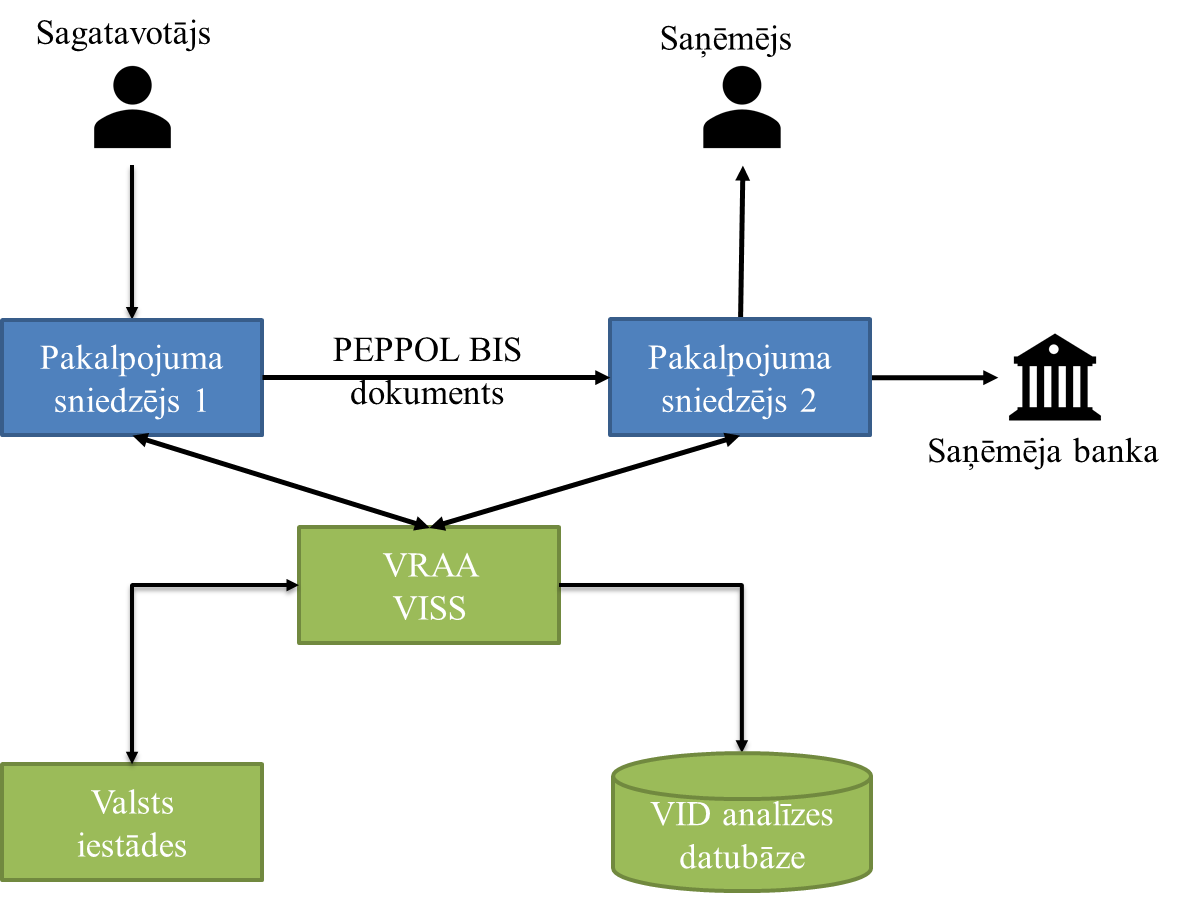 Sagatavotājs
Saņēmējs
Pakalpojuma
sniedzējs 1
PEPPOL BIS
dokuments
Pakalpojuma
sniedzējs 2
Saņēmēja banka
VRAA
VISS
Valsts
iestādes
VID analīzes
datubāze